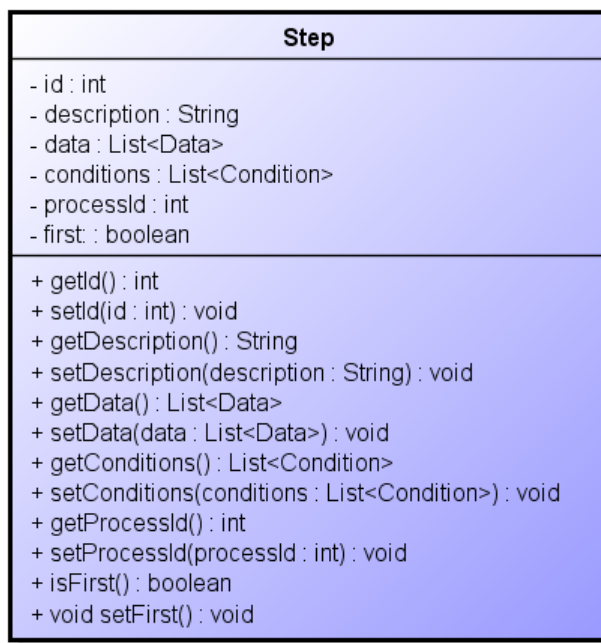 Step
- id : int
- description : String
- data : List<Data>
- conditions : List<Condition>
- processId : int
- first: : boolean
+ getId() : int
+ setId(id : int) : void
+ getDescription() : String
+ setDescription(description : String) : void
+ getData() : List<Data>
+ setData(data : List<Data>) : void
+ getConditions() : List<Condition>
+ setConditions(conditions : List<Condition>) : void
+ getProcessId() : int
+ setProcessId(processId : int) : void
+ isFirst() : boolean
+ void setFirst() : void